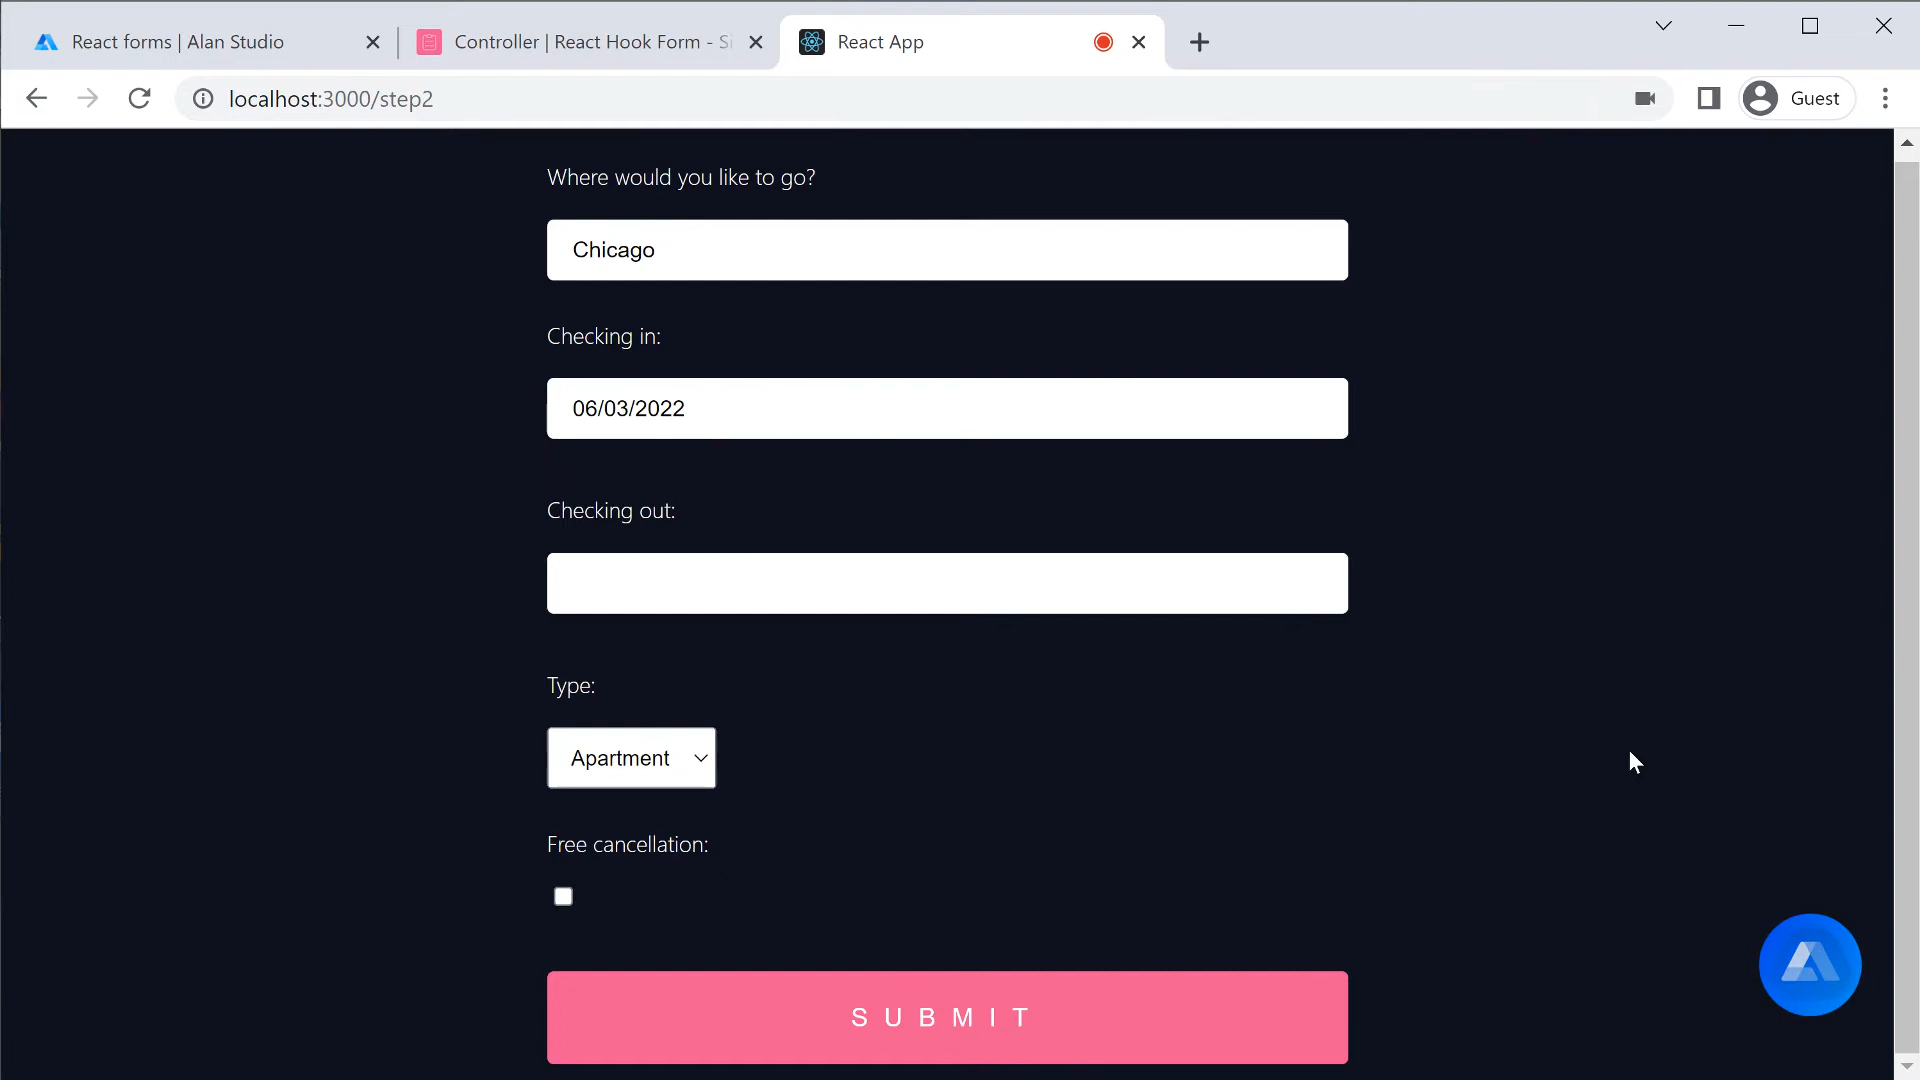 React forms | Alan Studio
Controller | React Hook Form - Si
React App
localhost:3000/step2
Guest
Where would you like to go?
Chicago
Checking in:
06/03/2022
Checking out:
Type:
Apartment
Free cancellation:
SUBMIT